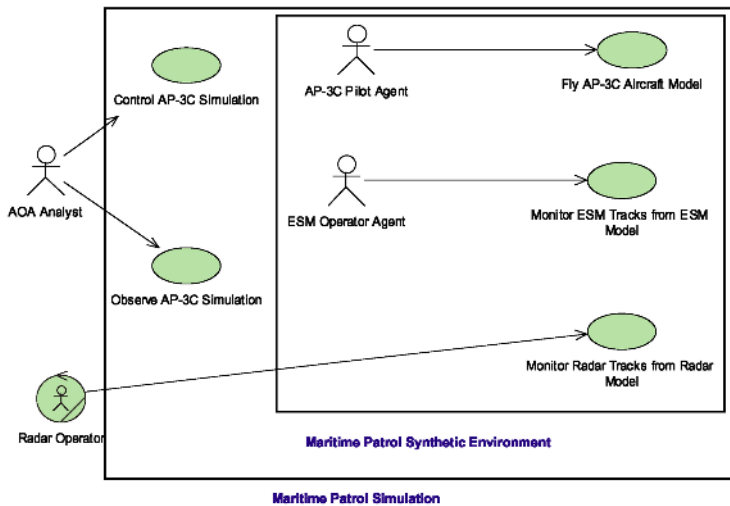 AP-3C Pilot Agent
Fly AP-3C Aircraft Model
Control AP-3C Simulation
AOA Analyst
ESM Operator Agent
Monitor ESM Tracks from ESM
Model
Observe AP-3C Simulation
Monitor Radar Tracks from Radar
Model
Radar Operator
Maritime Patrol Synthetic Environment
Maritime Patrol Simulation